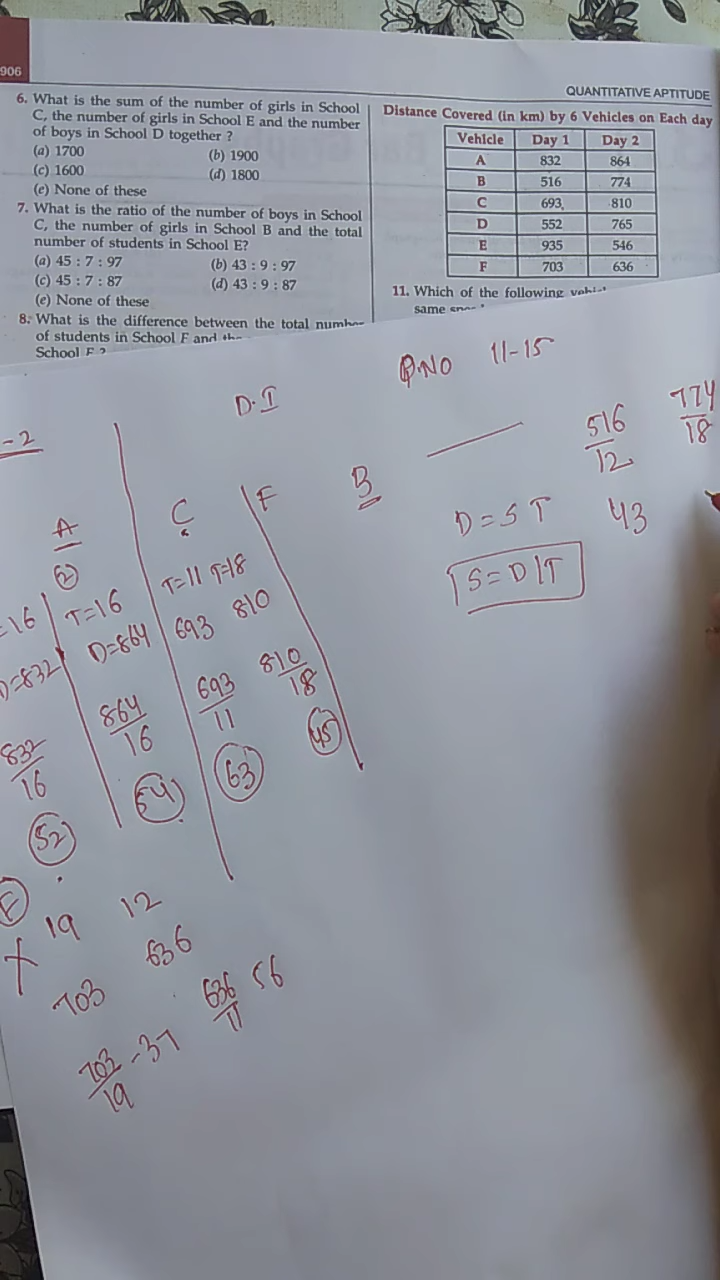 906
QUANTITATIVE APTITUDE
6. What is the sum of the number of girls in School
C, the number of girls in School E and the number
of boys in School D together ?
(a) 1700 (b) 1900
(c) 1600 (d) 1800
(e) None of these
7. What is the ratio of the number of boys in School
C, the number of girls in School B and the total
number of students in School E?
(a) 45 : 7 : 97 (b) 43 : 9 : 97
(c) 45 : 7 : 87 (d) 43 : 9 : 87
(e) None of these
8. What is the difference between the total number
of students in School F and the
School F ?
Distance Covered (in km) by 6 Vehicles on Each day
Vehicle Day 1 Day 2
A 832 864
B 516 774
C 693 810
D 552 765
E 935 546
F 703 636
11. Which of the following
same
D.I
Q.NO 11-15
-2
A
C
F
B
516/12
774/18
D = S T
43
S = D/T
2
=16 T=16 T=11 T=18
D=832 D=864 693 810
832/16 864/16 693/11 810/18
52 54 63 45
19 12
703 636
703/19 - 37 636/11 56